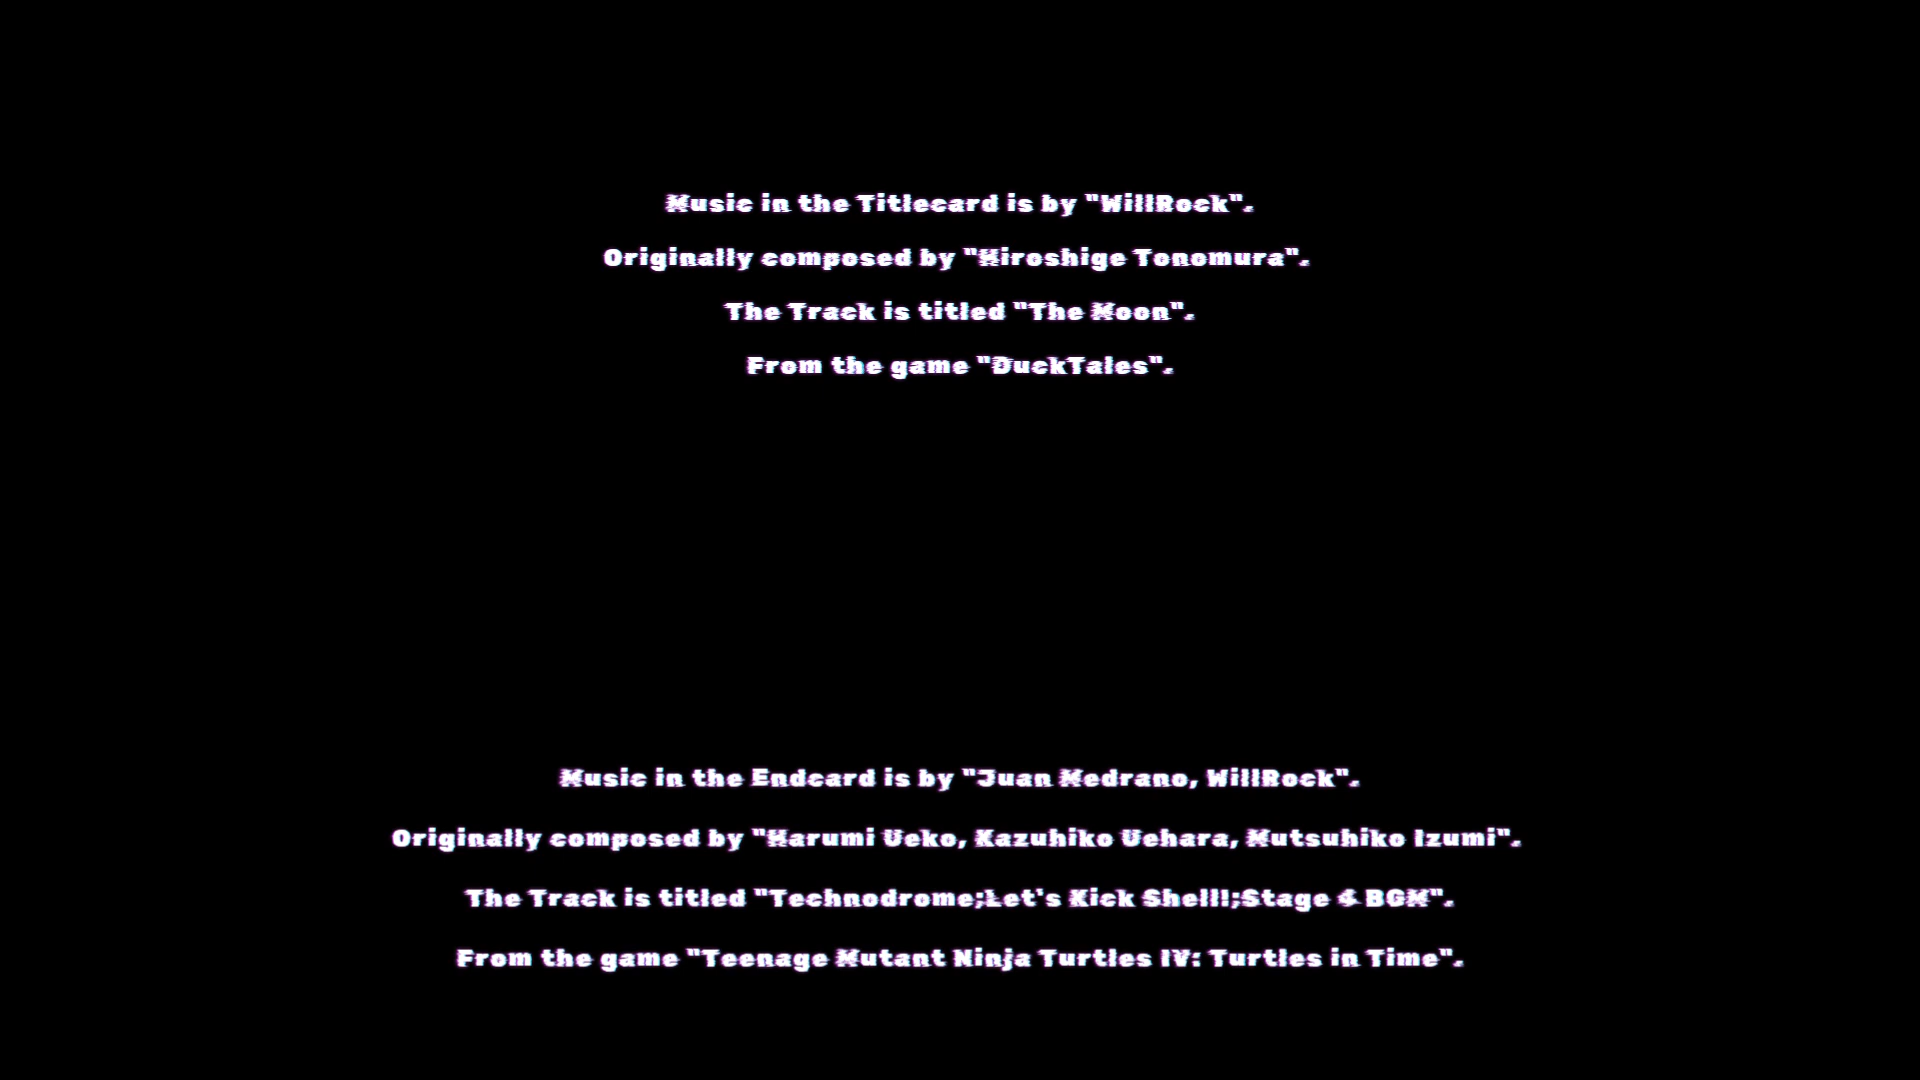 Music in the Titlecard is by "WillRock".
Originally composed by "Hiroshige Tonomura".
The Track is titled "The Moon".
From the game "DuckTales".
Music in the Endcard is by "Juan Medrano, WillRock".
Originally composed by "Harumi Ueko, Kazuhiko Uehara, Mutsuhiko Izumi".
The Track is titled "Technodrome;Let's Kick Shell!;Stage 4 BGM".
From the game "Teenage Mutant Ninja Turtles IV: Turtles in Time".